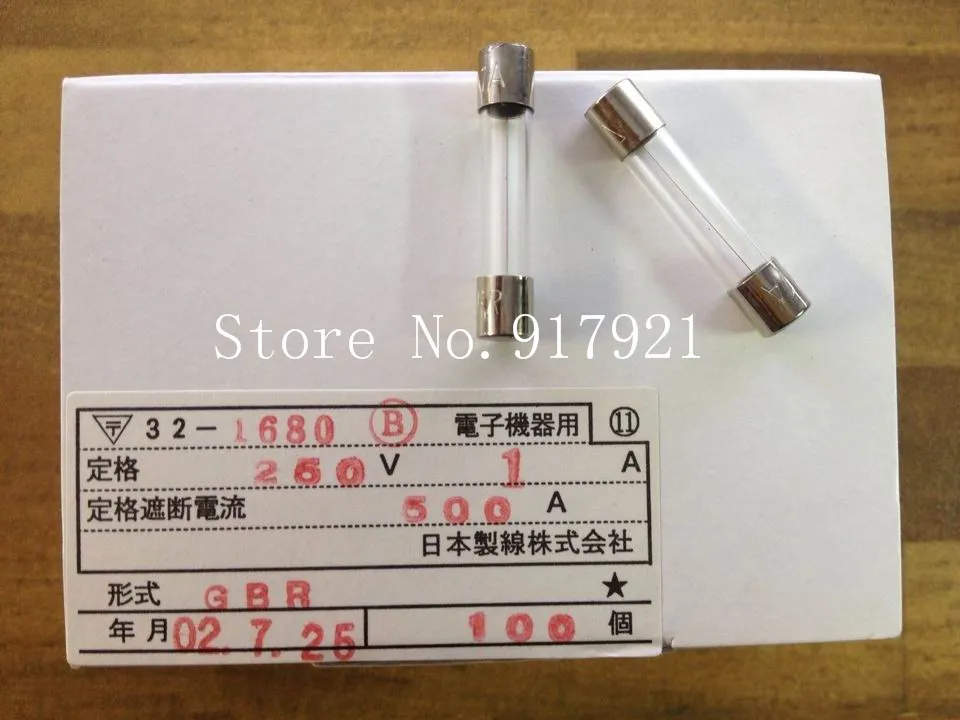 A
A
R
Store No.917921
〒 32-1680 Ⓑ 電子機器用 ⑪
定格 250 V 1 A
定格遮断電流 500 A
日本製線株式会社
形式 GBR ★
年月 02.7.25 100 個